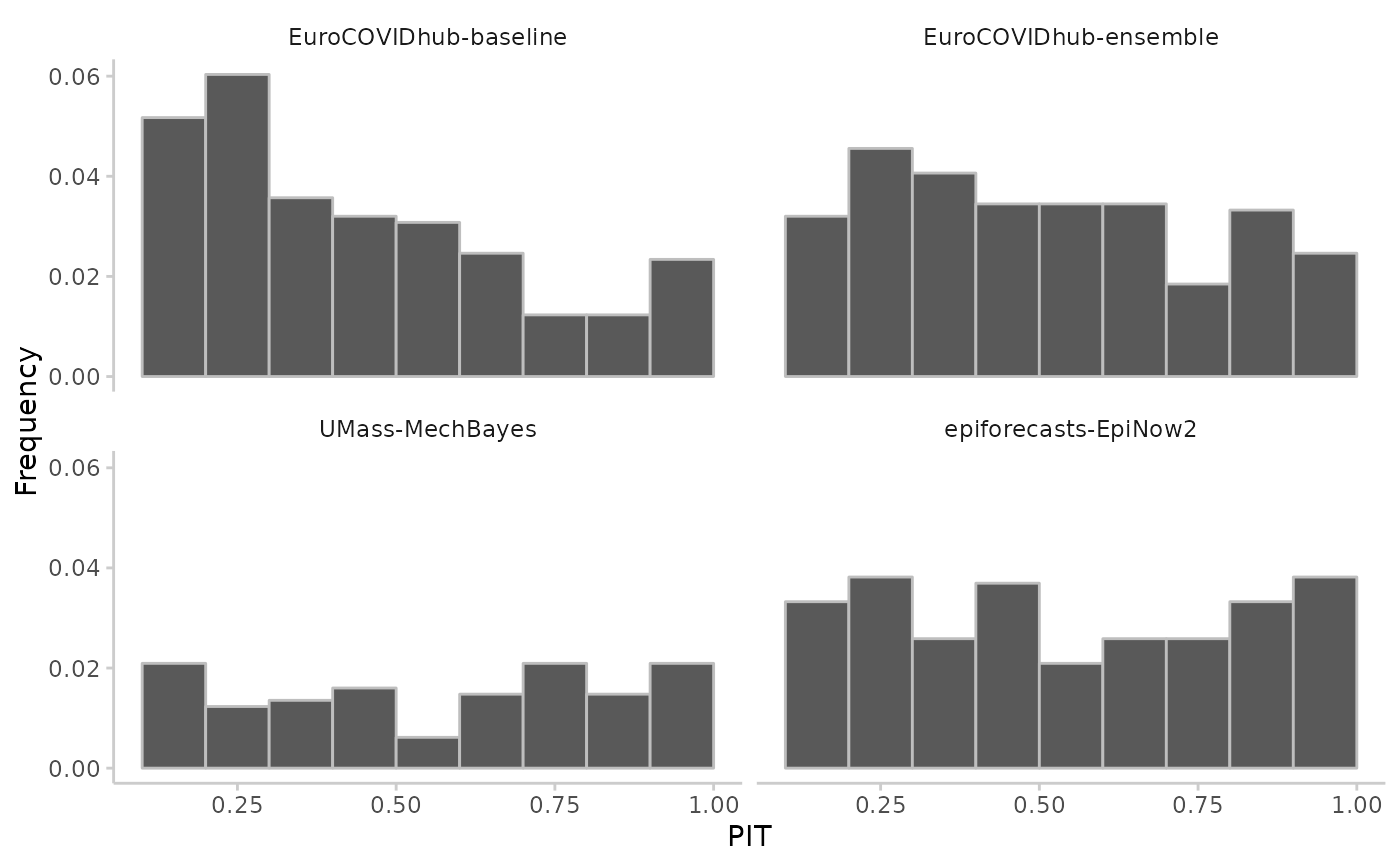 EuroCOVIDhub-baseline
EuroCOVIDhub-ensemble
0.06
0.04
0.02
0.00
Frequency
UMass-MechBayes
epiforecasts-EpiNow2
0.06
0.04
0.02
0.00
0.25 0.50 0.75 1.00
0.25 0.50 0.75 1.00
PIT